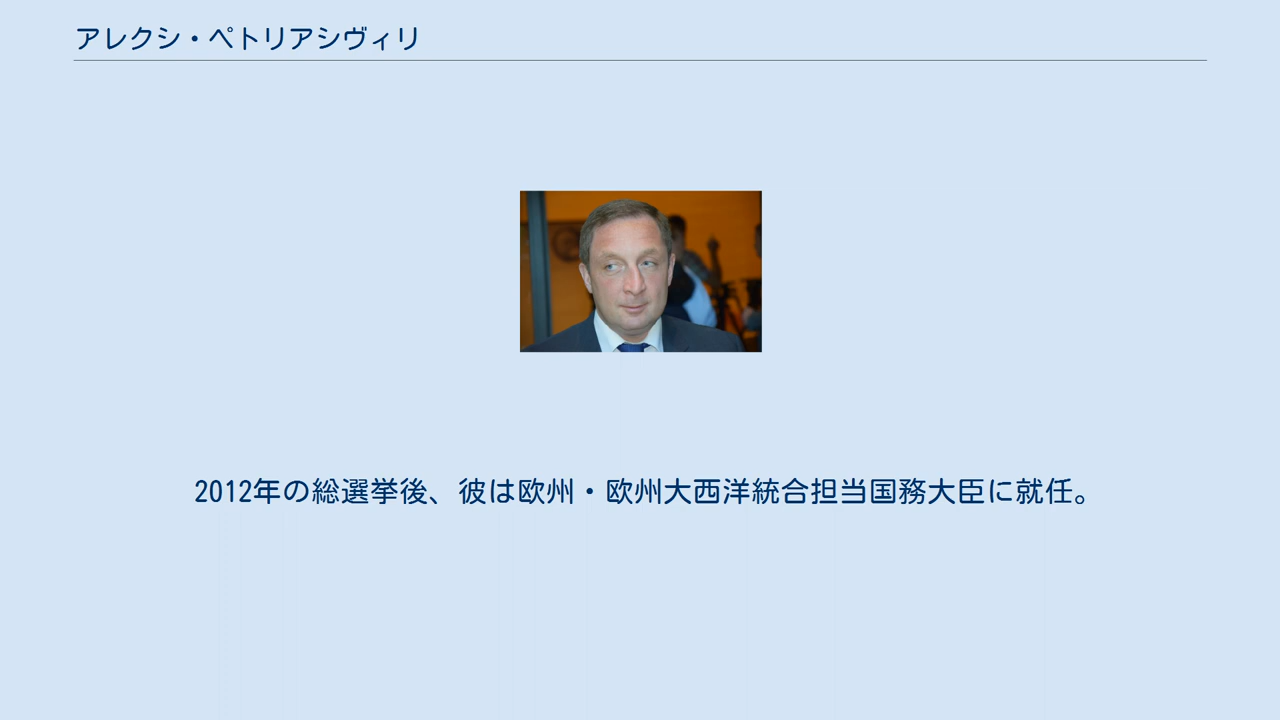 アレクシ・ペトリアシヴィリ
2012年の総選挙後、彼は欧州・欧州大西洋統合担当国務大臣に就任。